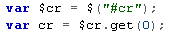 var $cr = $("#cr");
var cr = $cr.get(0);